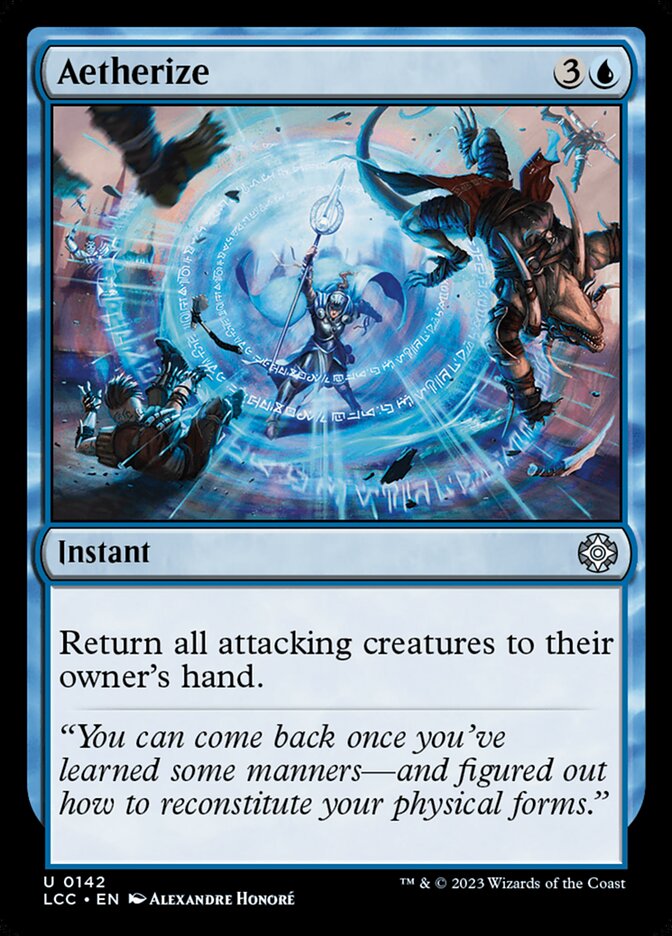 Aetherize
3
Instant
Return all attacking creatures to their
owner's hand.
“You can come back once you've
learned some manners—and figured out
how to reconstitute your physical forms.”
U 0142
LCC • EN Alexandre Honoré
™ & © 2023 Wizards of the Coast